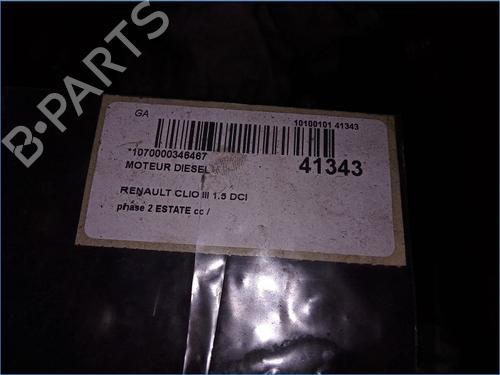 GA
10100101 41343
*1070000346467
MOTEUR DIESEL
41343
RENAULT CLIO III 1.5 DCI
phase 2 ESTATE cc /
B-PARTS